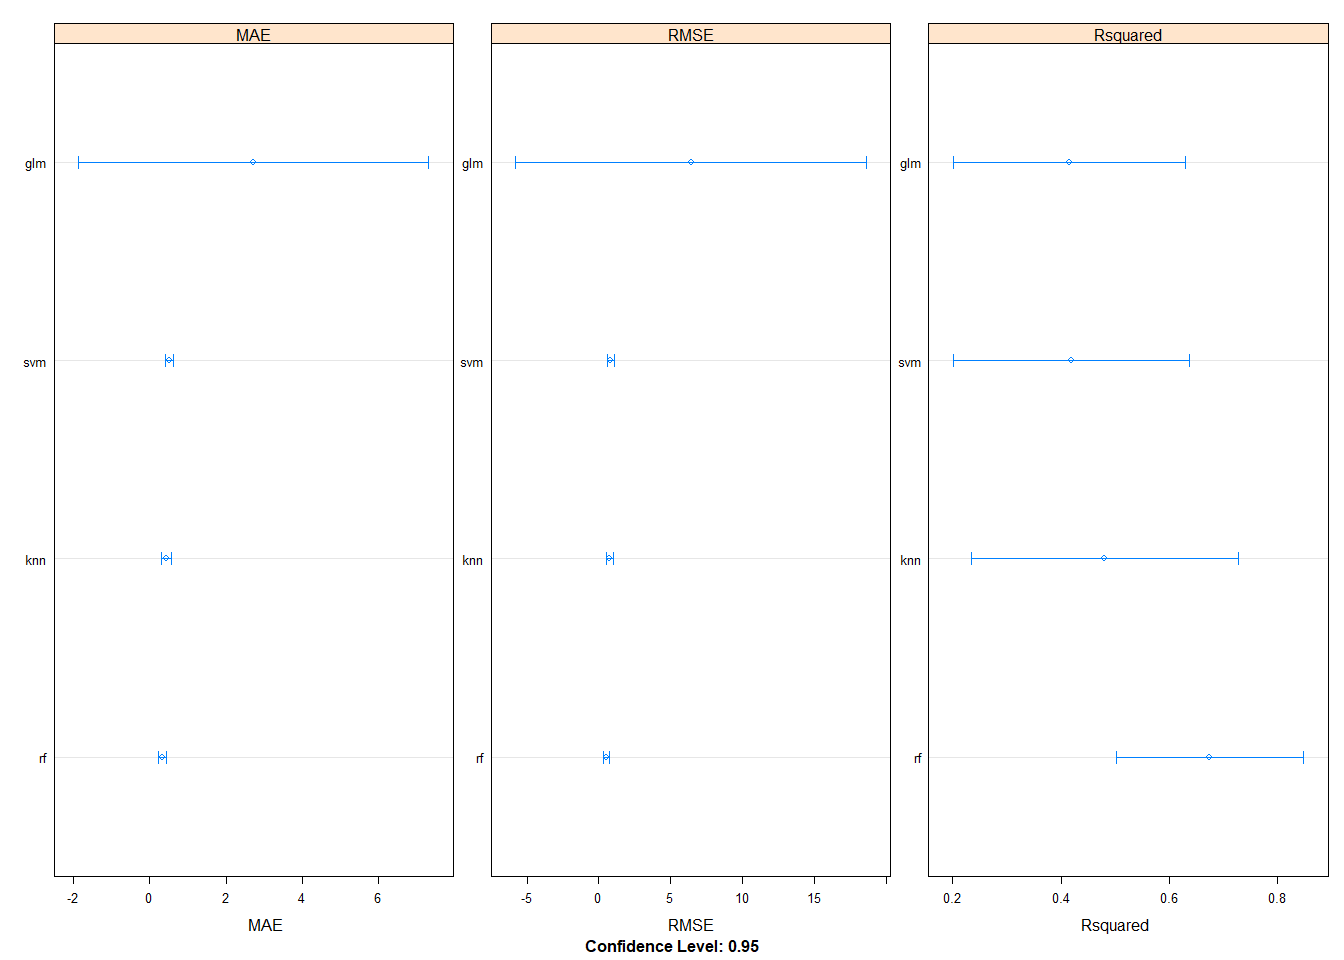 MAE RMSE Rsquared
glm glm glm
svm svm svm
knn knn knn
rf rf rf
-2 0 2 4 6 -5 0 5 10 15 0.2 0.4 0.6 0.8
MAE RMSE Rsquared
Confidence Level: 0.95